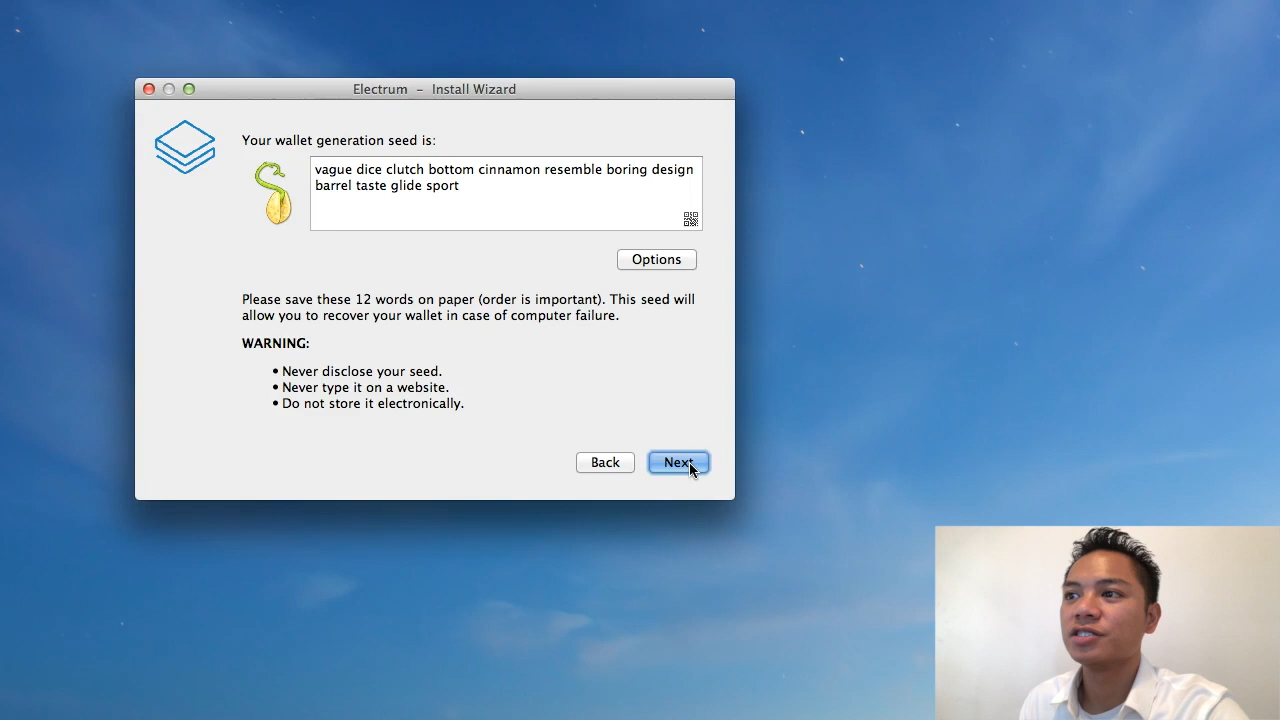 Electrum – Install Wizard
Your wallet generation seed is:
vague dice clutch bottom cinnamon resemble boring design
barrel taste glide sport
Options
Please save these 12 words on paper (order is important). This seed will
allow you to recover your wallet in case of computer failure.
WARNING:
• Never disclose your seed.
• Never type it on a website.
• Do not store it electronically.
Back
Next